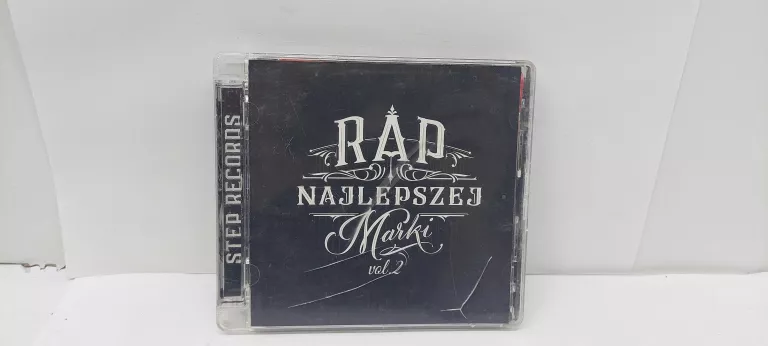 STEP RECORDS
RAP
NAJLEPSZEJ
Marki
vol.2